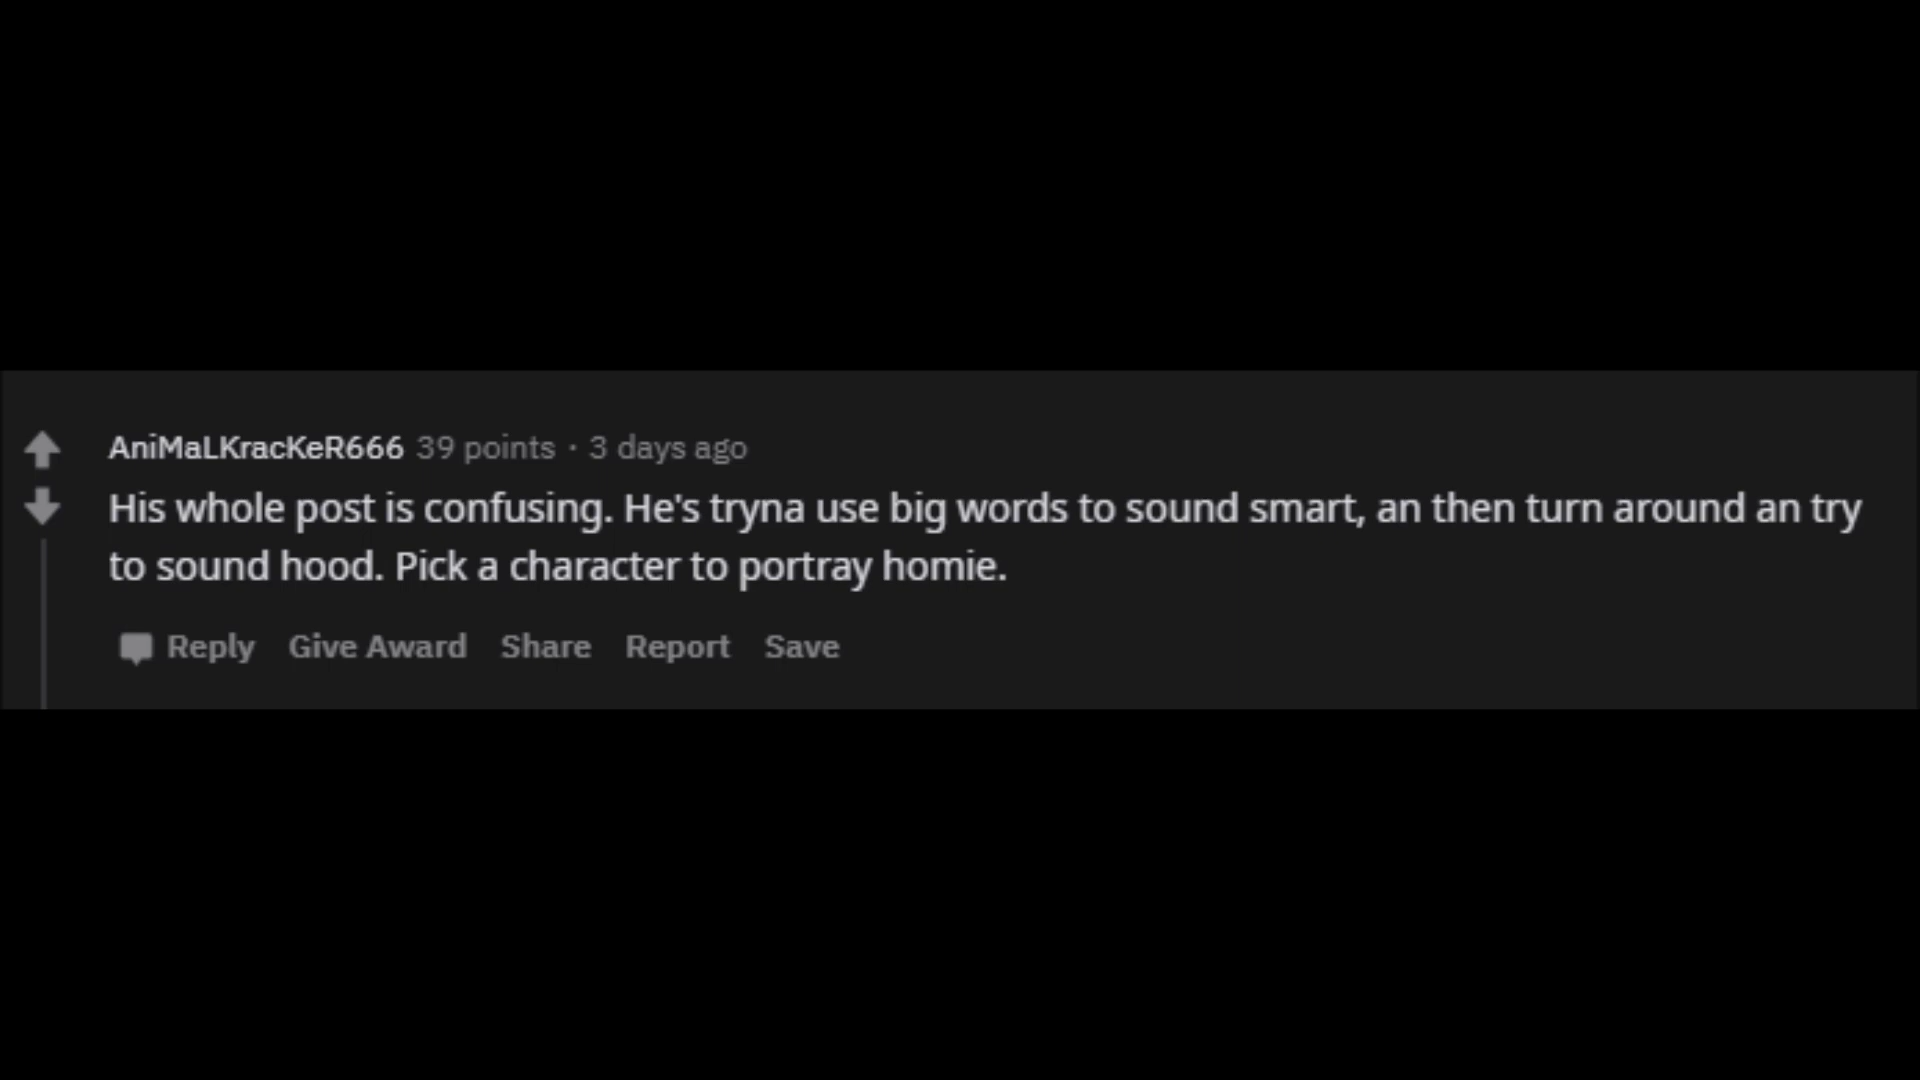 AniMaLKracKeR666 39 points · 3 days ago
His whole post is confusing. He's tryna use big words to sound smart, an then turn around an try
to sound hood. Pick a character to portray homie.
Reply Give Award Share Report Save